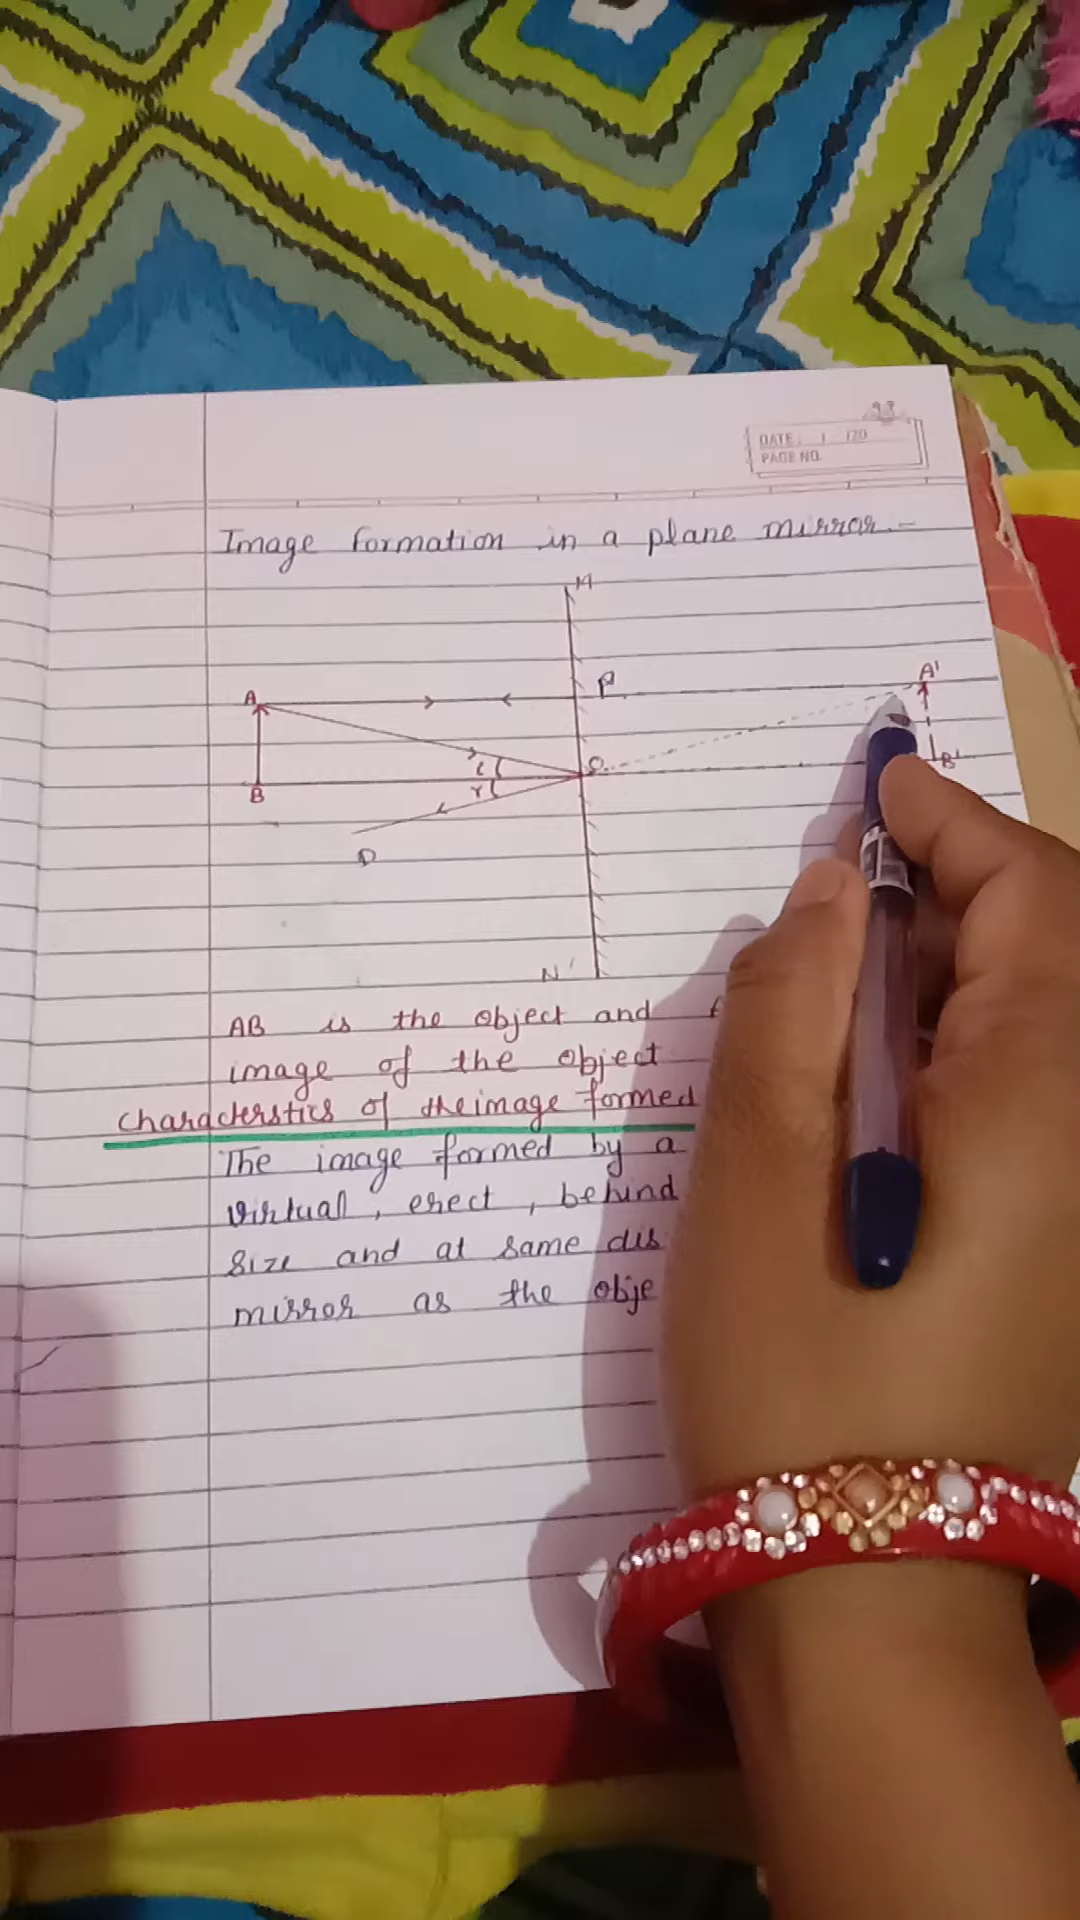 DATE: / /20
PAGE NO.
Image formation in a plane mirror.-
M
A
P
A'
i
O
B
r
B'
D
N'
AB is the object and
image of the object
characterstics of the image formed
The image formed by a
virtual, erect, behind
size and at same dis
mirror as the obje